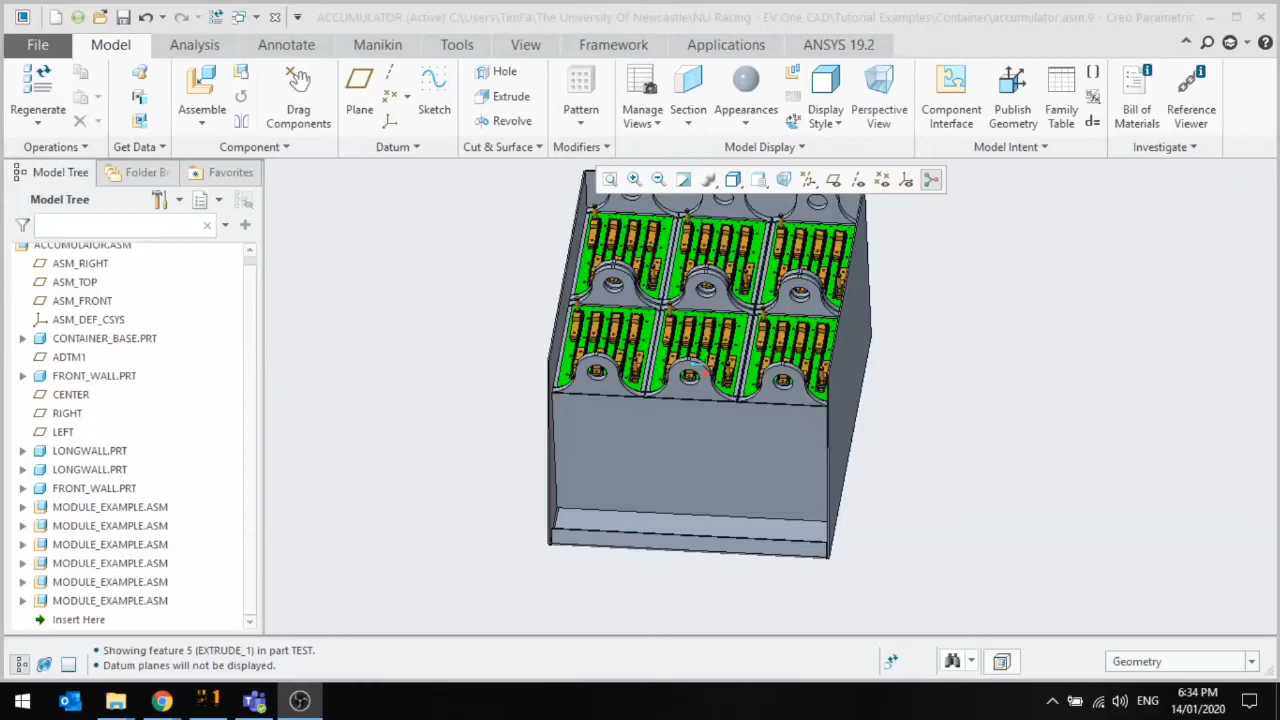 ACCUMULATOR (Active) C:\Users\TimFa\The University Of Newcastle\NU Racing - EV One CAD\Tutorial Examples\Container\accumulator.asm.9 - Creo Parametric
File Model Analysis Annotate Manikin Tools View Framework Applications ANSYS 19.2
Regenerate
Operations
Get Data
Assemble
Drag Components
Component
Plane
Sketch
Datum
Hole
Extrude
Revolve
Cut & Surface
Pattern
Modifiers
Manage Views
Section
Appearances
Display Style
Perspective View
Model Display
Component Interface
Publish Geometry
Family Table
Model Intent
Bill of Materials
Reference Viewer
Investigate
Model Tree Folder Br Favorites
Model Tree
ACCUMULATOR.ASM
ASM_RIGHT
ASM_TOP
ASM_FRONT
ASM_DEF_CSYS
CONTAINER_BASE.PRT
ADTM1
FRONT_WALL.PRT
CENTER
RIGHT
LEFT
LONGWALL.PRT
LONGWALL.PRT
FRONT_WALL.PRT
MODULE_EXAMPLE.ASM
MODULE_EXAMPLE.ASM
MODULE_EXAMPLE.ASM
MODULE_EXAMPLE.ASM
MODULE_EXAMPLE.ASM
MODULE_EXAMPLE.ASM
Insert Here
• Showing feature 5 (EXTRUDE_1) in part TEST.
• Datum planes will not be displayed.
Geometry
ENG
6:34 PM
14/01/2020